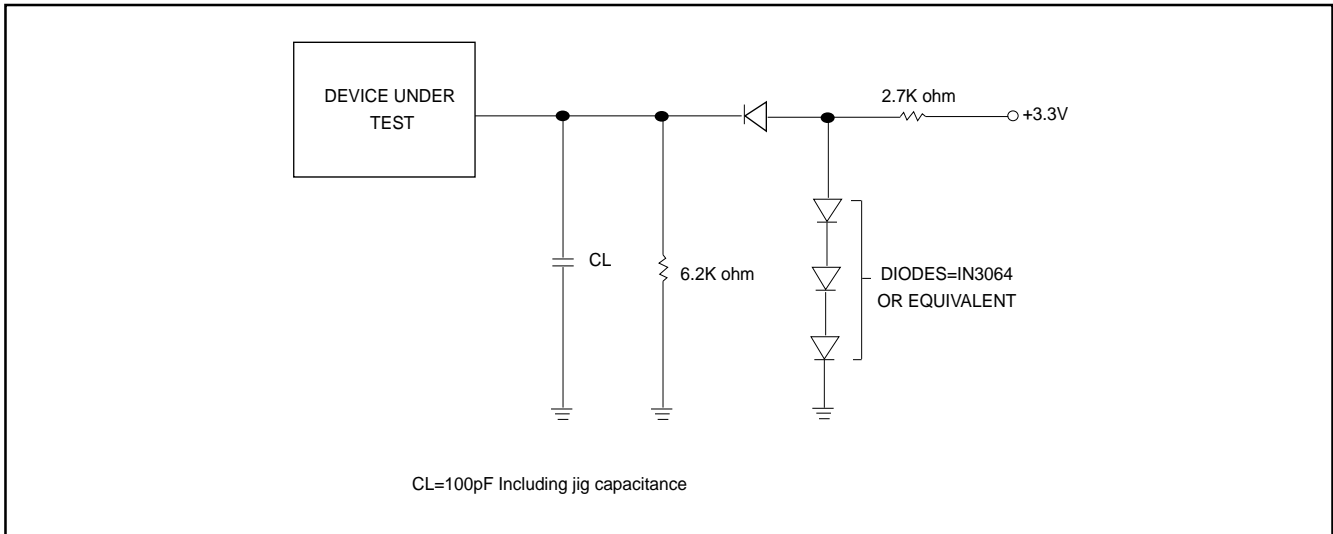 DEVICE UNDER
TEST
2.7K ohm
+3.3V
CL
6.2K ohm
DIODES=IN3064
OR EQUIVALENT
CL=100pF Including jig capacitance